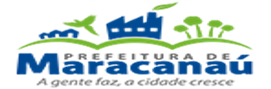 PREFEITURA DE
Maracanaú
A gente faz, a cidade cresce